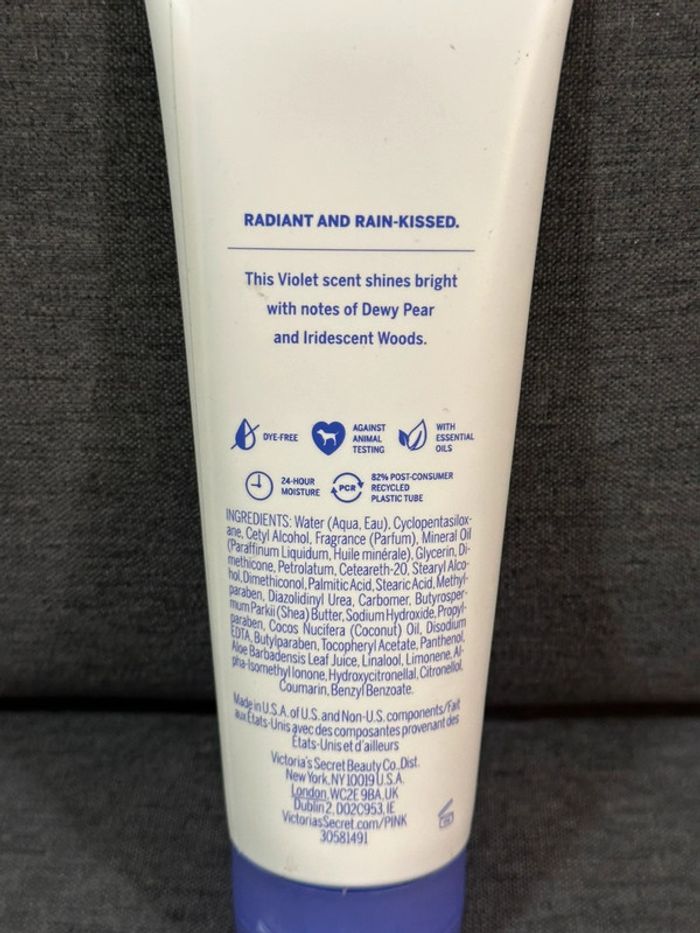 RADIANT AND RAIN-KISSED.
This Violet scent shines bright
with notes of Dewy Pear
and Iridescent Woods.
DYE-FREE
AGAINST
ANIMAL
TESTING
WITH
ESSENTIAL
OILS
24-HOUR
MOISTURE
PCR
82% POST-CONSUMER
RECYCLED
PLASTIC TUBE
INGREDIENTS: Water (Aqua, Eau), Cyclopentasilox-
ane, Cetyl Alcohol, Fragrance (Parfum), Mineral Oil
(Paraffinum Liquidum, Huile minérale), Glycerin, Di-
methicone, Petrolatum, Ceteareth-20, Stearyl Alco-
hol, Dimethiconol, Palmitic Acid, Stearic Acid, Methyl-
paraben, Diazolidinyl Urea, Carbomer, Butyrosper-
mum Parkii (Shea) Butter, Sodium Hydroxide, Propyl-
paraben, Cocos Nucifera (Coconut) Oil, Disodium
EDTA, Butylparaben, Tocopheryl Acetate, Panthenol,
Aloe Barbadensis Leaf Juice, Linalool, Limonene, Al-
pha-Isomethyl Ionone, Hydroxycitronellal, Citronellol,
Coumarin, Benzyl Benzoate.
Made in U.S.A. of U.S. and Non-U.S. components/Fait
aux États-Unis avec des composantes provenant des
États-Unis et d'ailleurs
Victoria's Secret Beauty Co., Dist.
New York, NY 10019 U.S.A.
London, WC2E 9BA, UK
Dublin 2, D02C953, IE
VictoriasSecret.com/PINK
30581491